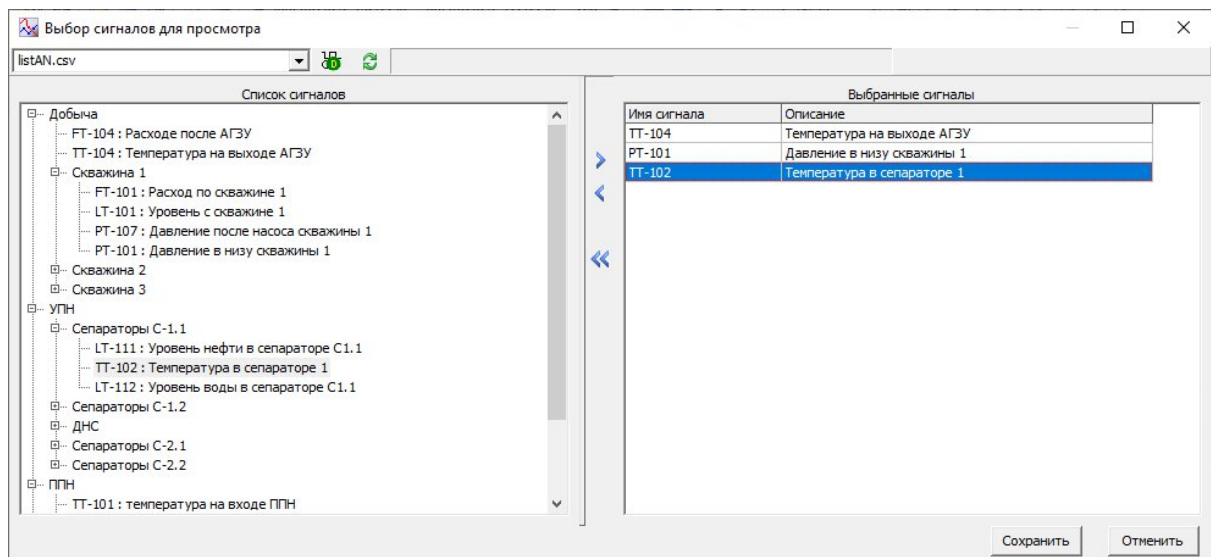 Выбор сигналов для просмотра
listAN.csv
Список сигналов
Добыча
FT-104 : Расходе после АГЗУ
TT-104 : Температура на выходе АГЗУ
Скважина 1
FT-101 : Расход по скважине 1
LT-101 : Уровень с скважине 1
PT-107 : Давление после насоса скважины 1
PT-101 : Давление в низу скважины 1
Скважина 2
Скважина 3
УПН
Сепараторы С-1.1
LT-111 : Уровень нефти в сепараторе С1.1
TT-102 : Температура в сепараторе 1
LT-112 : Уровень воды в сепараторе С1.1
Сепараторы С-1.2
ДНС
Сепараторы С-2.1
Сепараторы С-2.2
ППН
TT-101 : температура на входе ППН
Выбранные сигналы
Имя сигнала Описание
TT-104 Температура на выходе АГЗУ
PT-101 Давление в низу скважины 1
TT-102 Температура в сепараторе 1
Сохранить Отменить